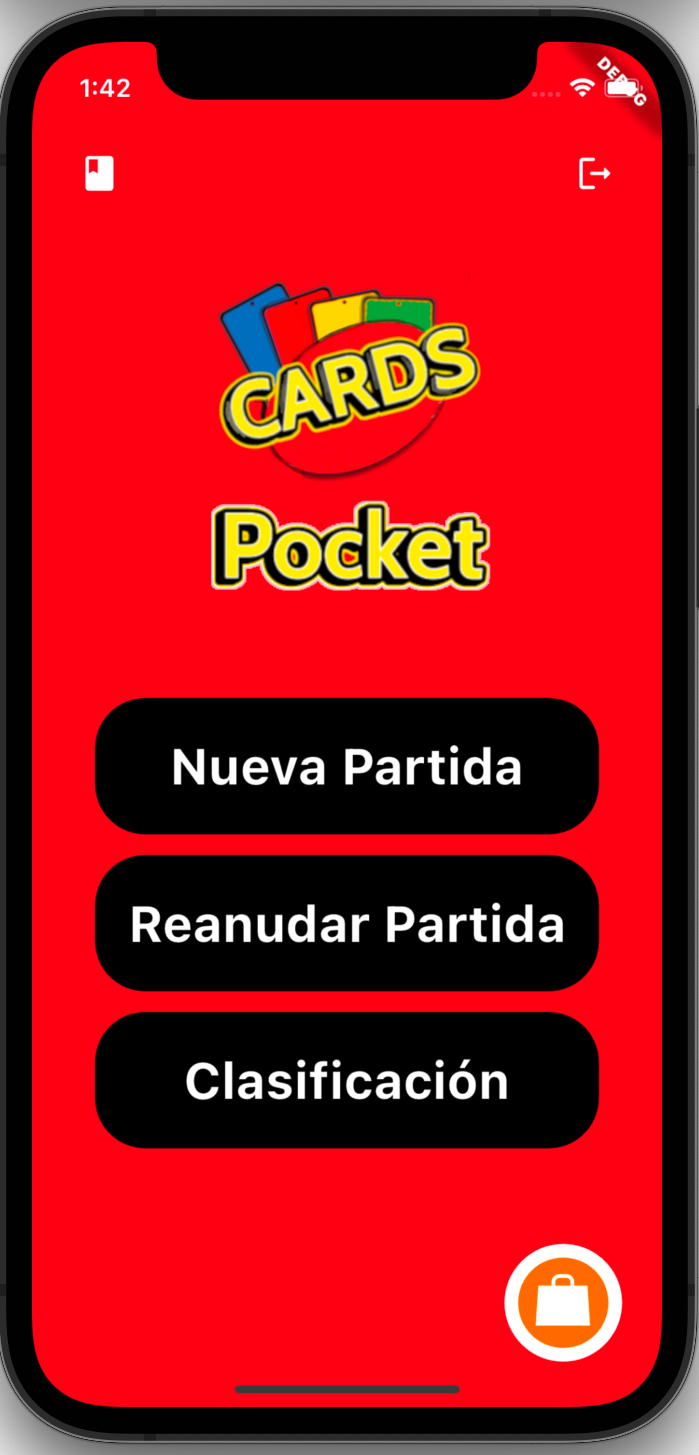 1:42
DEBUG
CARDS
Pocket
Nueva Partida
Reanudar Partida
Clasificación